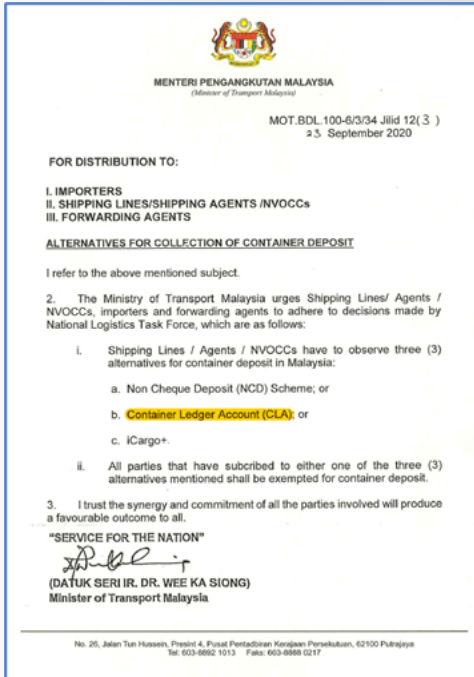 MENTERI PENGANGKUTAN MALAYSIA
(Minister of Transport Malaysia)
MOT.BDL.100-6/3/34 Jilid 12( 3 )
23 September 2020
FOR DISTRIBUTION TO:
I. IMPORTERS
II. SHIPPING LINES/SHIPPING AGENTS /NVOCCs
III. FORWARDING AGENTS
ALTERNATIVES FOR COLLECTION OF CONTAINER DEPOSIT
I refer to the above mentioned subject.
2. The Ministry of Transport Malaysia urges Shipping Lines/ Agents /
NVOCCs, importers and forwarding agents to adhere to decisions made by
National Logistics Task Force, which are as follows:
i. Shipping Lines / Agents / NVOCCs have to observe three (3)
alternatives for container deposit in Malaysia:
a. Non Cheque Deposit (NCD) Scheme; or
b. Container Ledger Account (CLA); or
c. iCargo+.
ii. All parties that have subcribed to either one of the three (3)
alternatives mentioned shall be exempted for container deposit.
3. I trust the synergy and commitment of all the parties involved will produce
a favourable outcome to all.
"SERVICE FOR THE NATION"
(DATUK SERI IR. DR. WEE KA SIONG)
Minister of Transport Malaysia
No. 26, Jalan Tun Hussein, Presint 4, Pusat Pentadbiran Kerajaan Persekutuan, 62100 Putrajaya
Tel: 603-8892 1013 Faks: 603-8888 0217